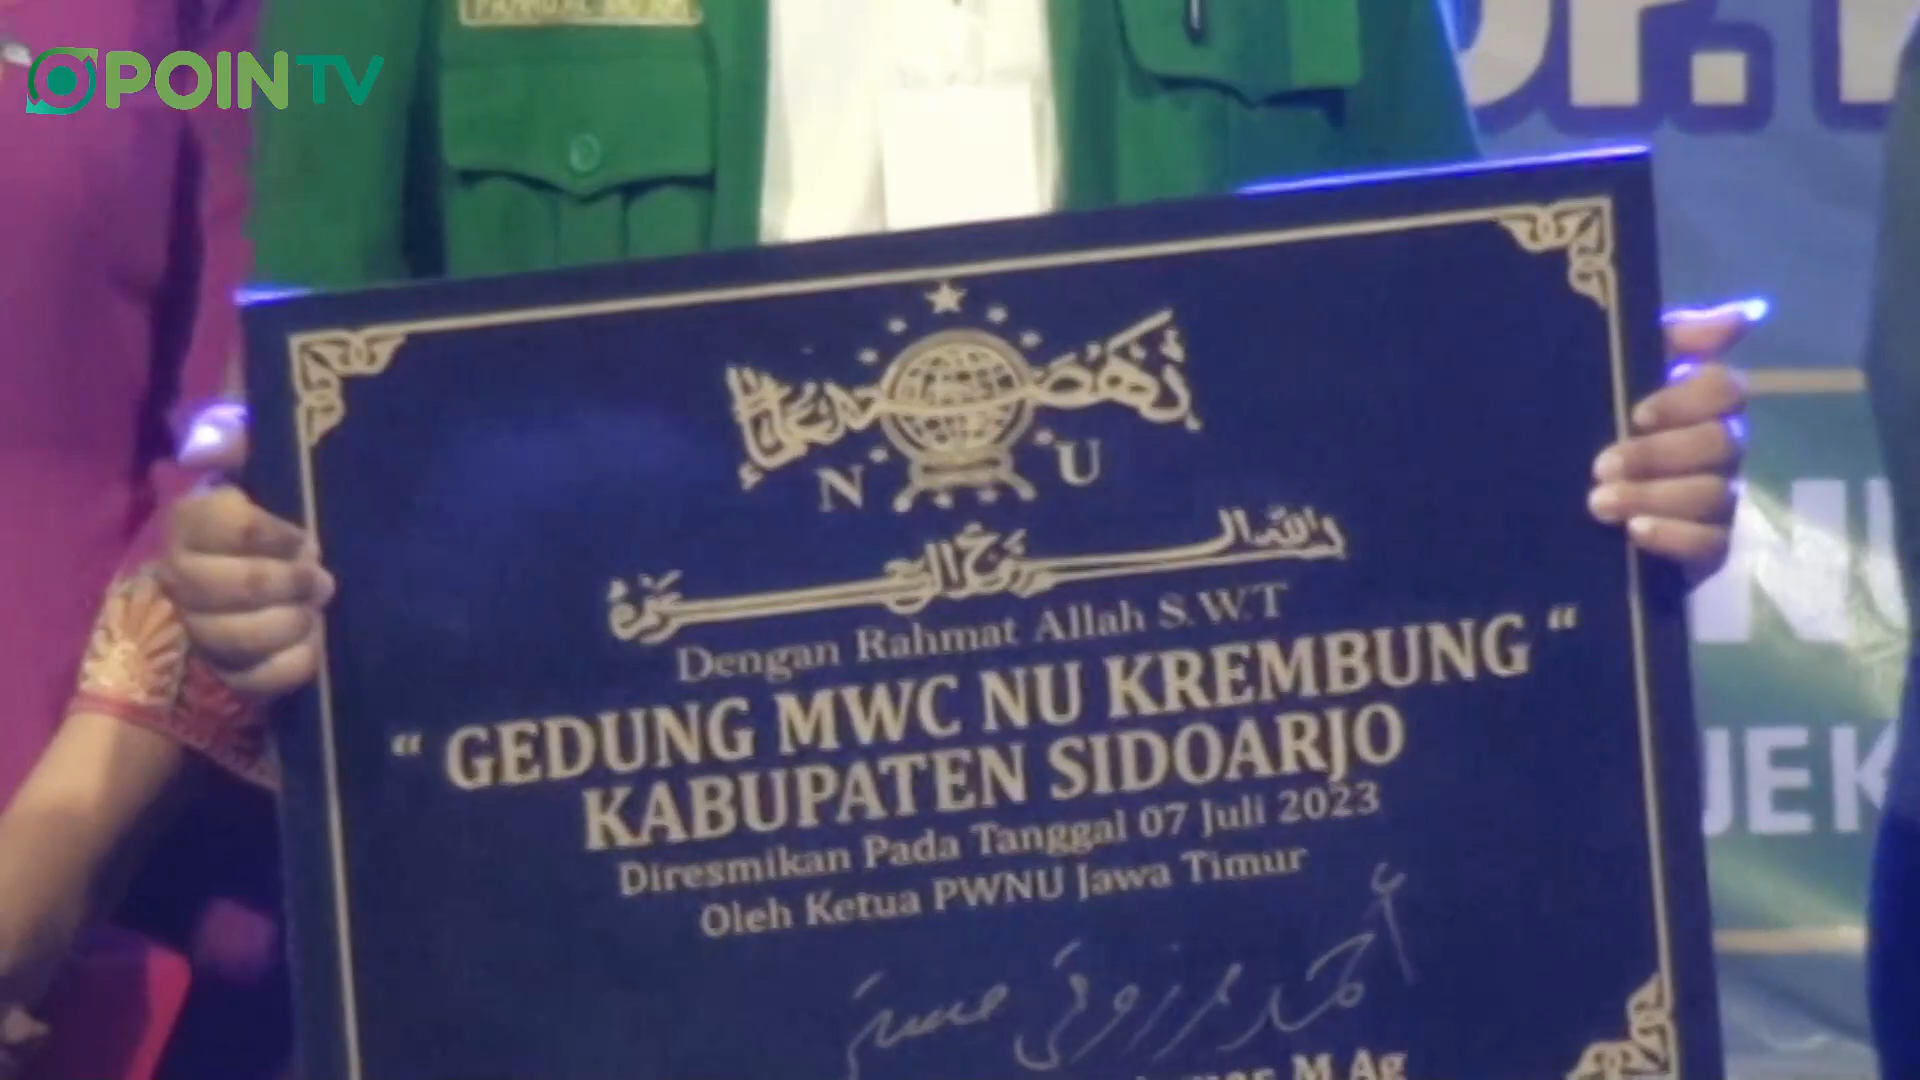 POINTV
N U
Dengan Rahmat Allah S.W.T
“ GEDUNG MWC NU KREMBUNG “
KABUPATEN SIDOARJO
Diresmikan Pada Tanggal 07 Juli 2023
Oleh Ketua PWNU Jawa Timur
M.Ag